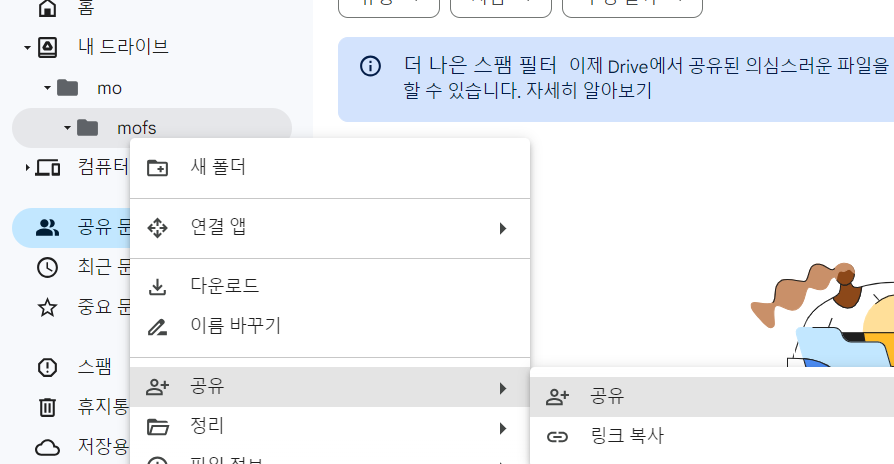 홈
내 드라이브
mo
mofs
컴퓨터
공유 문
최근 문
중요 문
스팸
휴지통
저장용
더 나은 스팸 필터 이제 Drive에서 공유된 의심스러운 파일을
할 수 있습니다. 자세히 알아보기
새 폴더
연결 앱
다운로드
이름 바꾸기
공유
정리
파일 정보
공유
링크 복사